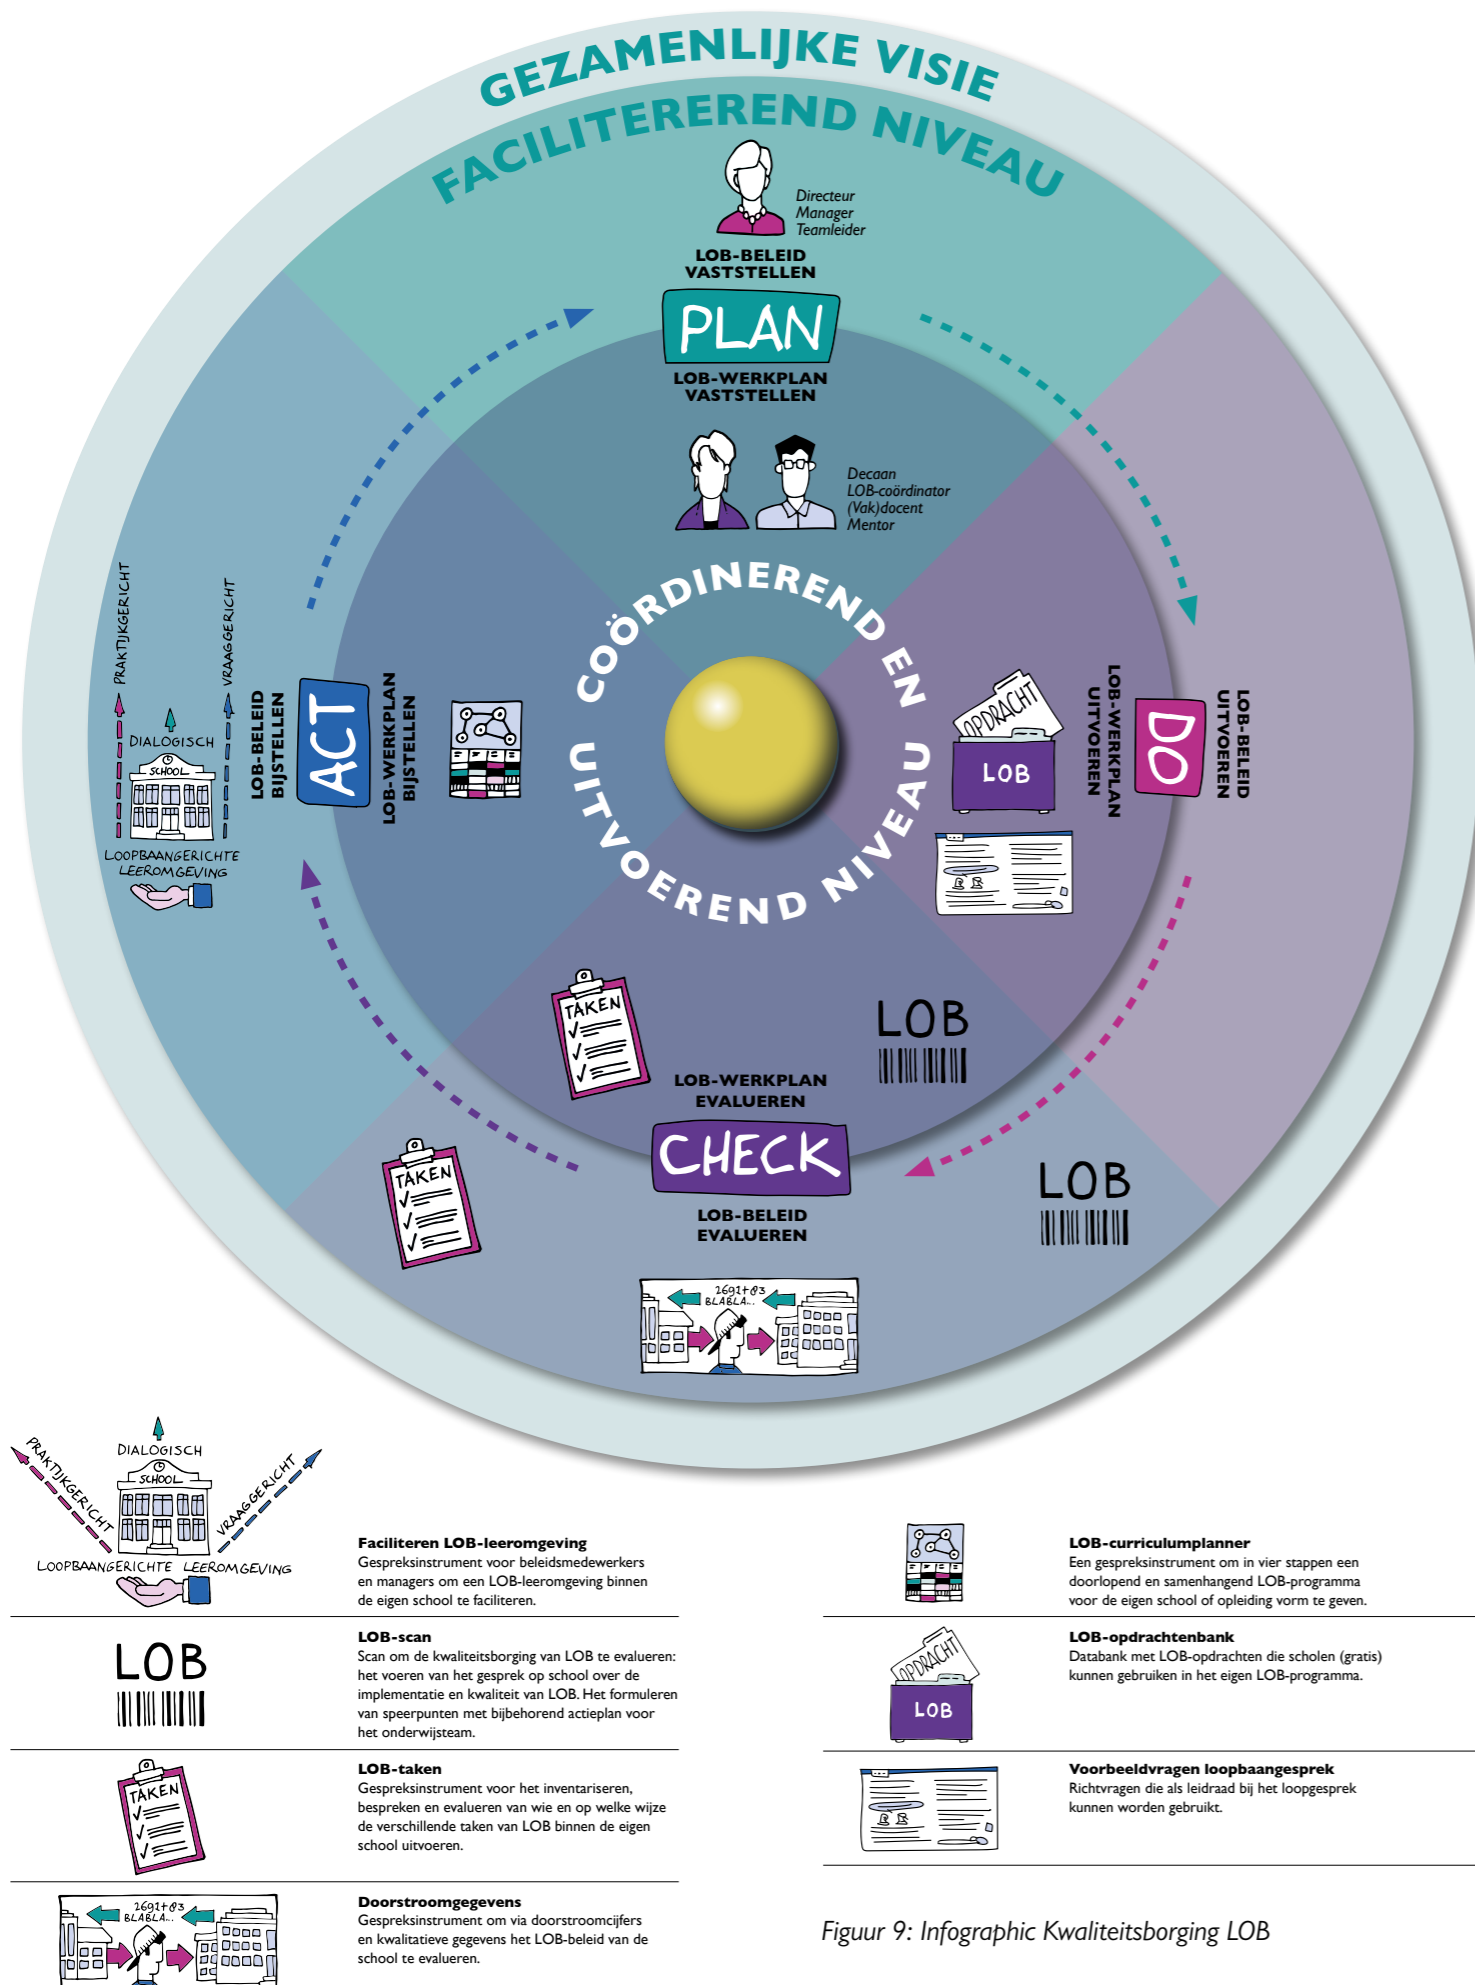 GEZAMENLIJKE VISIE
FACILITEREREND NIVEAU
Directeur
Manager
Teamleider
LOB-BELEID
VASTSTELLEN
PLAN
LOB-WERKPLAN
VASTSTELLEN
Decaan
LOB-coördinator
(Vak)docent
Mentor
COÖRDINEREND EN
UITVOEREND NIVEAU
OPDRACHT
LOB
LOB-WERKPLAN
UITVOEREN
DO
LOB-BELEID
UITVOEREN
PRAKTIJKGERICHT
VRAAGGERICHT
DIALOGISCH
SCHOOL
LOOPBAANGERICHTE
LEEROMGEVING
LOB-BELEID
BIJSTELLEN
ACT
LOB-WERKPLAN
BIJSTELLEN
TAKEN
LOB
LOB-WERKPLAN
EVALUEREN
CHECK
LOB-BELEID
EVALUEREN
TAKEN
LOB
2691+83
BLABLA...
PRAKTIJKGERICHT
DIALOGISCH
SCHOOL
VRAAGGERICHT
LOOPBAANGERICHTE LEEROMGEVING
Faciliteren LOB-leeromgeving
Gespreksinstrument voor beleidsmedewerkers
en managers om een LOB-leeromgeving binnen
de eigen school te faciliteren.
LOB
LOB-scan
Scan om de kwaliteitsborging van LOB te evalueren:
het voeren van het gesprek op school over de
implementatie en kwaliteit van LOB. Het formuleren
van speerpunten met bijbehorend actieplan voor
het onderwijsteam.
TAKEN
LOB-taken
Gespreksinstrument voor het inventariseren,
bespreken en evalueren van wie en op welke wijze
de verschillende taken van LOB binnen de eigen
school uitvoeren.
2691+83
BLABLA...
Doorstroomgegevens
Gespreksinstrument om via doorstroomcijfers
en kwalitatieve gegevens het LOB-beleid van de
school te evalueren.
LOB-curriculumplanner
Een gespreksinstrument om in vier stappen een
doorlopend en samenhangend LOB-programma
voor de eigen school of opleiding vorm te geven.
OPDRACHT
LOB
LOB-opdrachtenbank
Databank met LOB-opdrachten die scholen (gratis)
kunnen gebruiken in het eigen LOB-programma.
Voorbeeldvragen loopbaangesprek
Richtvragen die als leidraad bij het loopgesprek
kunnen worden gebruikt.
Figuur 9: Infographic Kwaliteitsborging LOB